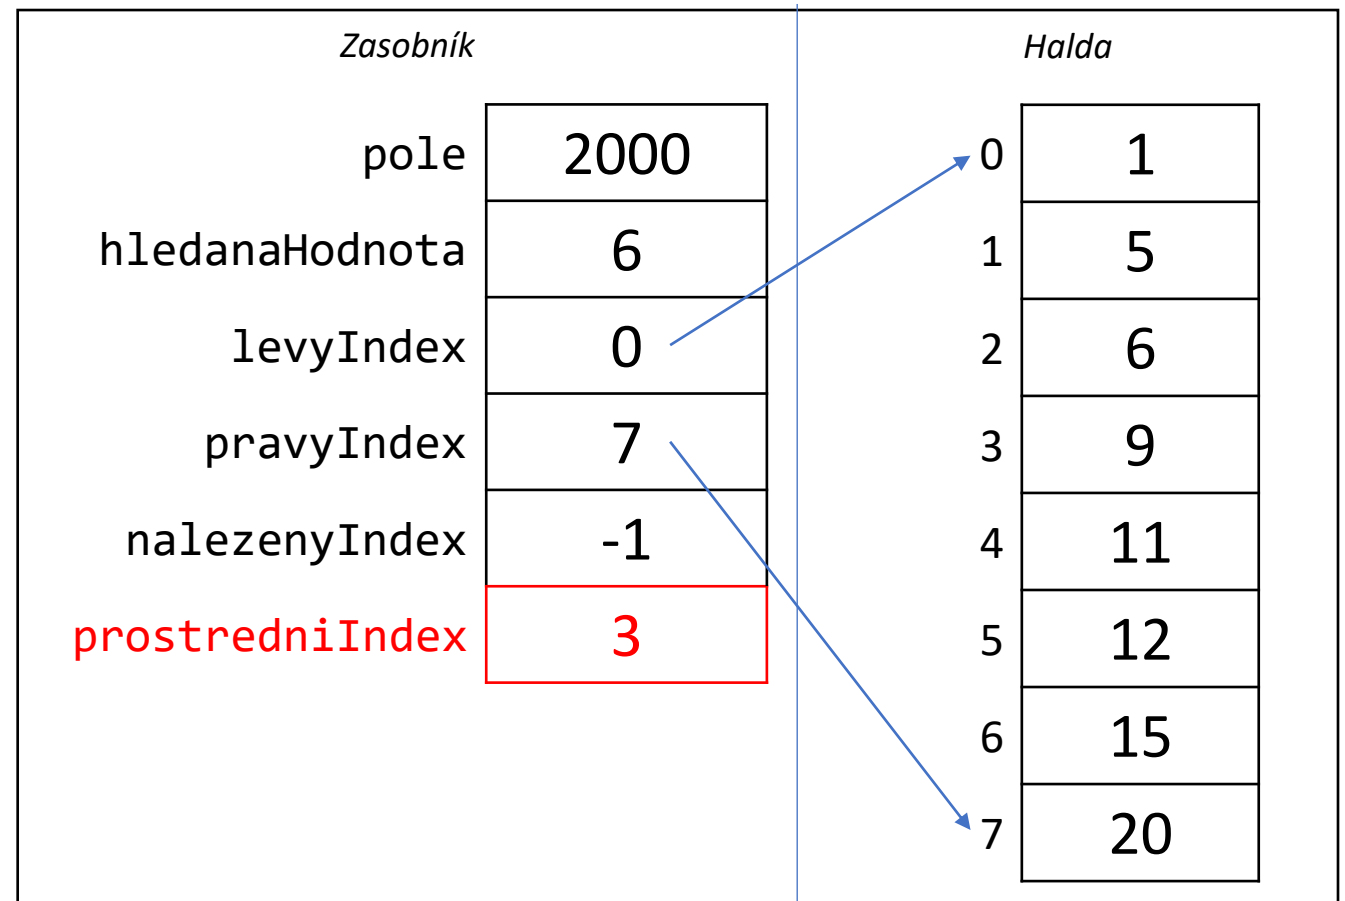 Zasobník
Halda
pole 2000
hledanaHodnota 6
levyIndex 0
pravyIndex 7
nalezenyIndex -1
prostredniIndex 3
0 1
1 5
2 6
3 9
4 11
5 12
6 15
7 20